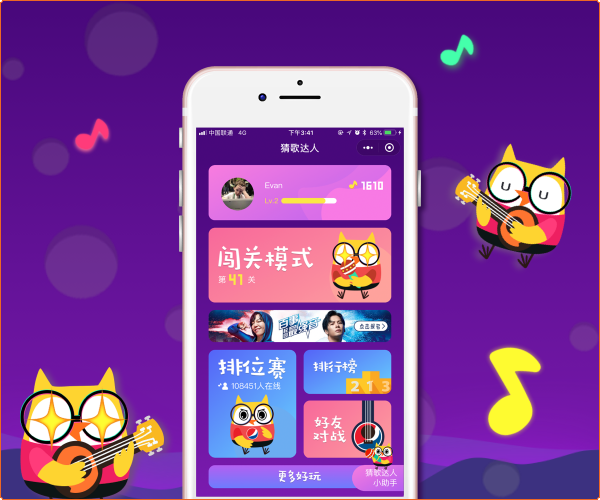 中国联通 4G 下午3:41 63%
猜歌达人
Evan
1610
Lv.2
闯关模式
第 41 关
点击探秘
排位赛
108451人在线
排行榜
2 1 3
好友
对战
更多好玩
猜歌达人
小助手